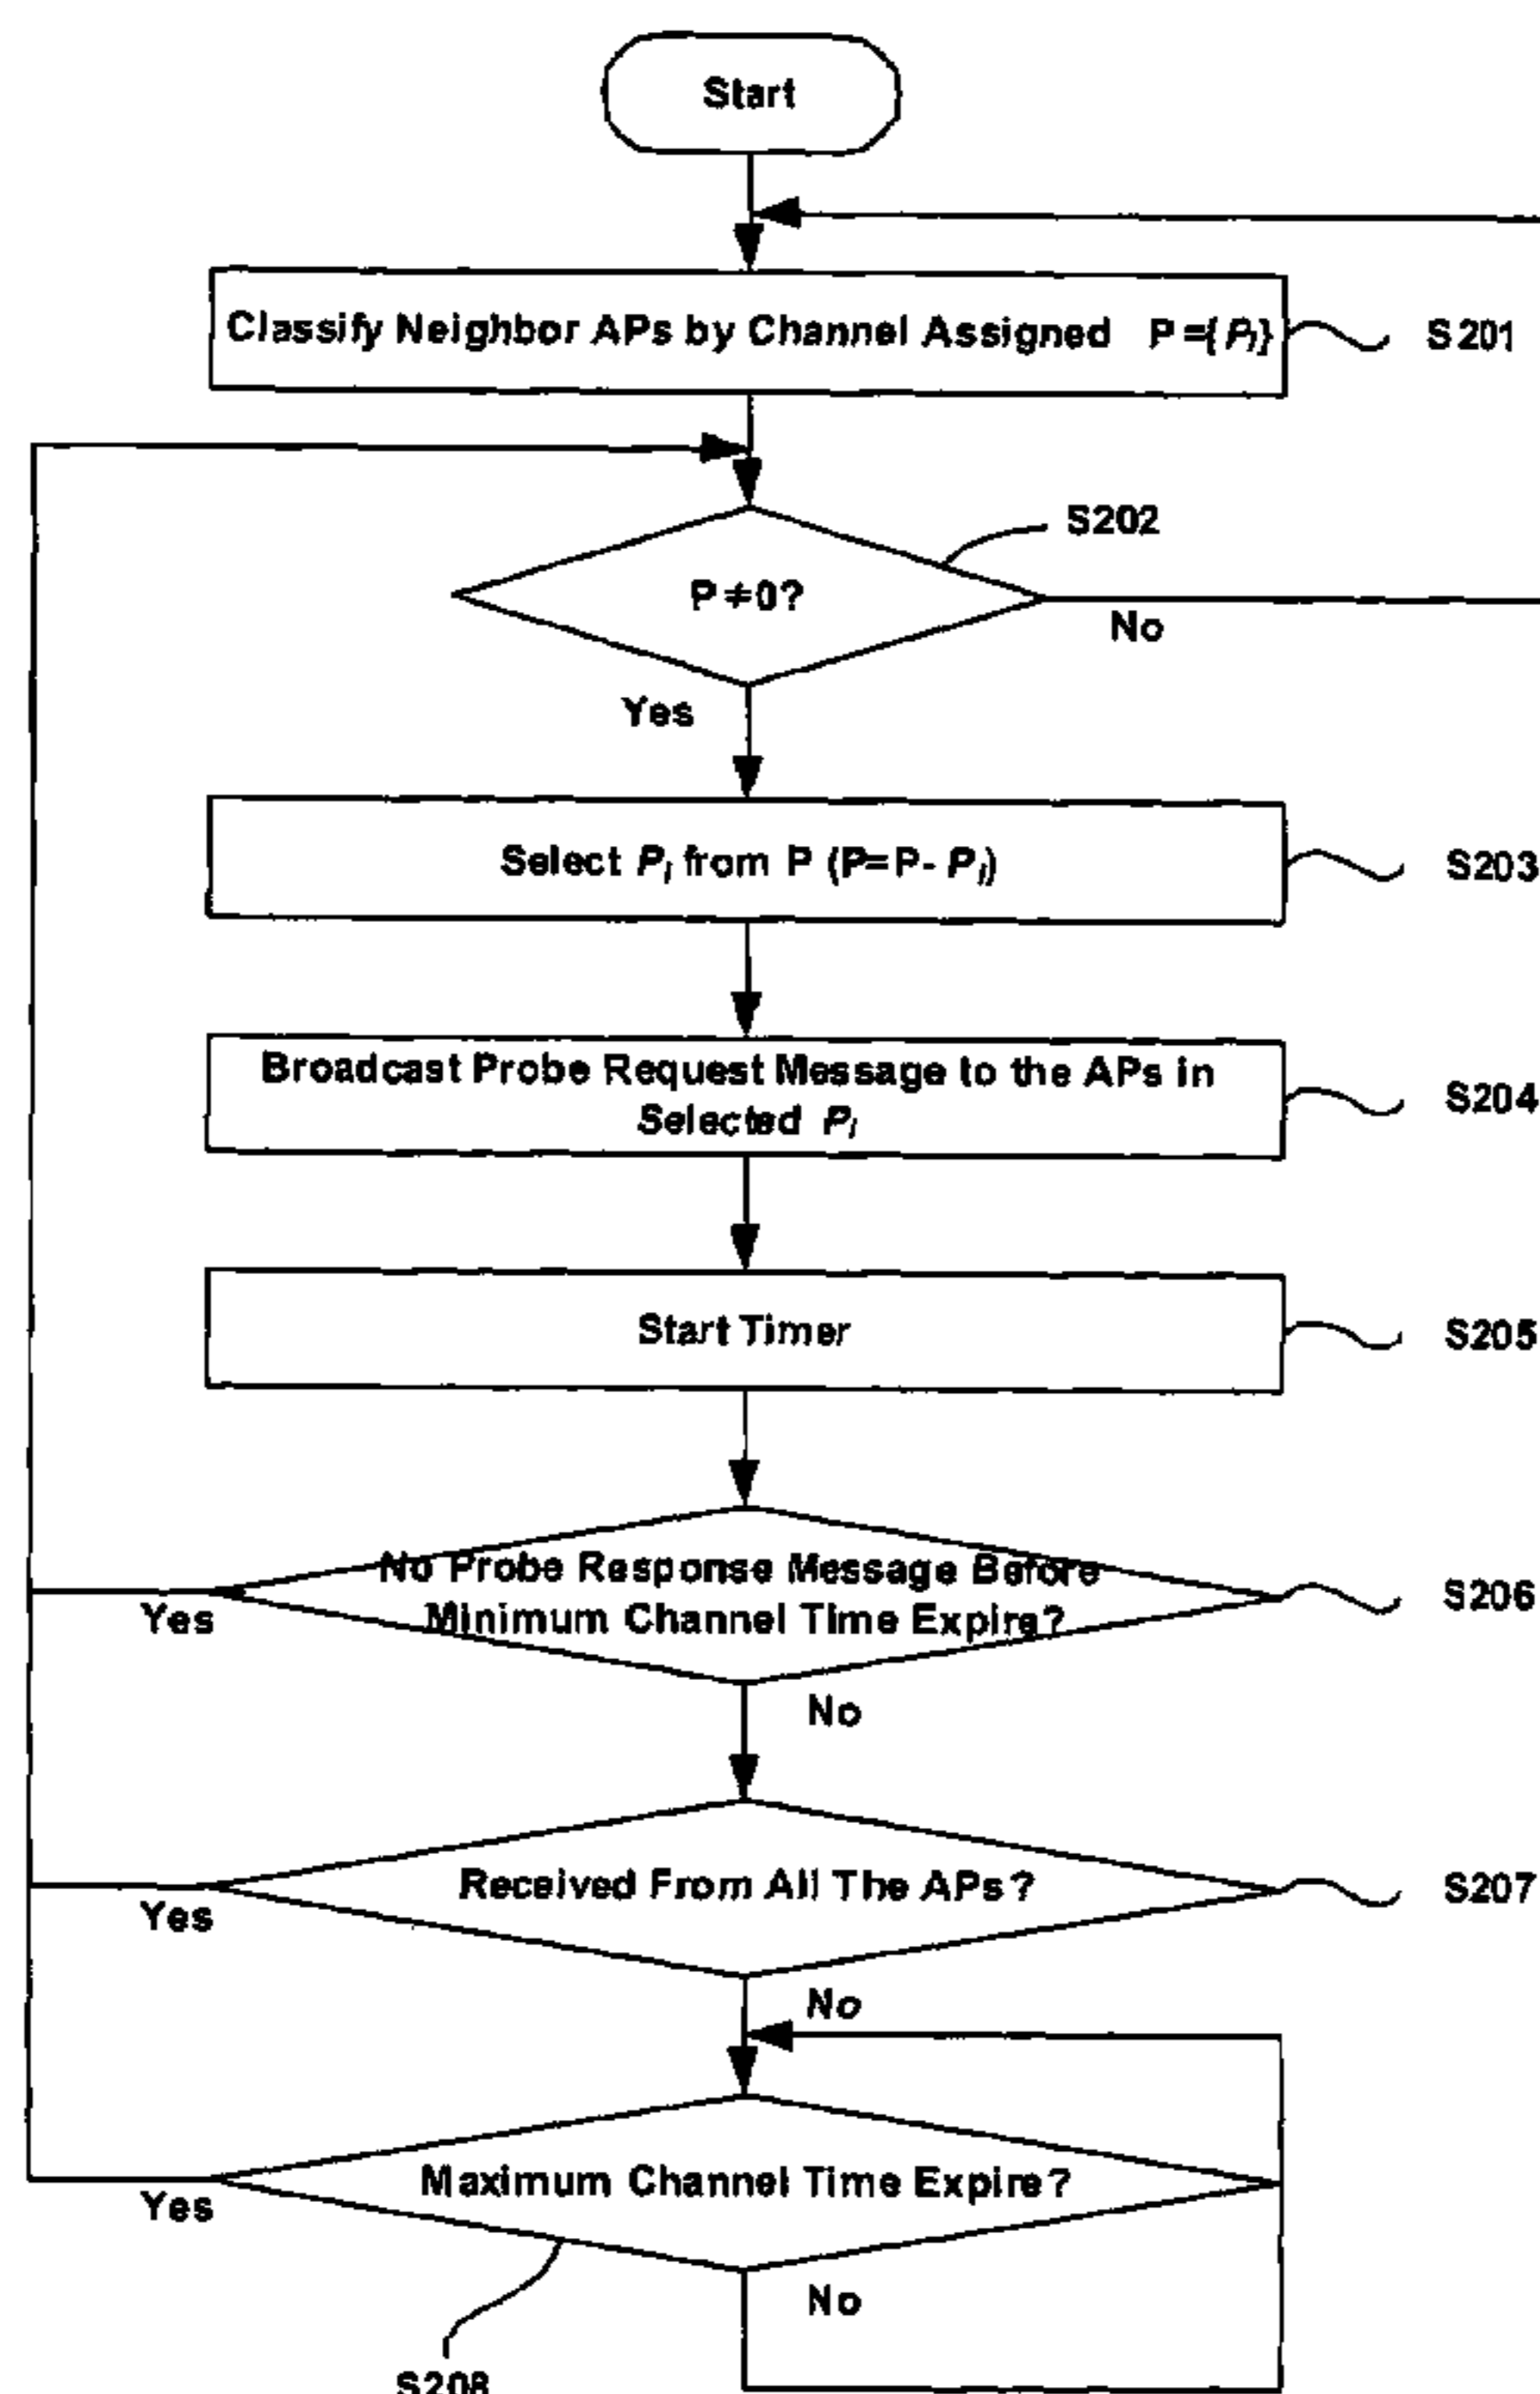 Start
Classify Neighbor APs by Channel Assigned P={Pi}
S201
S202
P≠0?
No
Yes
Select Pi from P (P=P- Pi)
S203
Broadcast Probe Request Message to the APs in
Selected Pi
S204
Start Timer
S205
No Probe Response Message Before
Minimum Channel Time Expire?
S206
Yes
No
Received From All The APs?
S207
Yes
No
Maximum Channel Time Expire?
Yes
No
S208